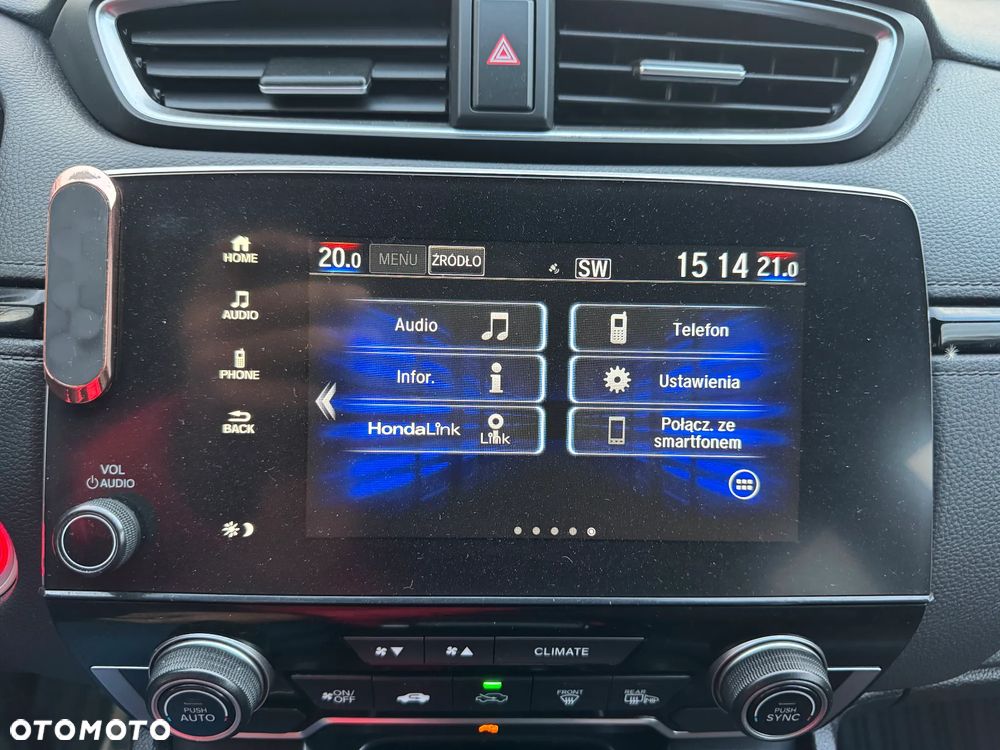 HOME
AUDIO
PHONE
BACK
VOL
AUDIO
20.0 MENU ŹRÓDŁO SW 15 14 21.0
Audio
Telefon
Infor.
Ustawienia
HondaLink Link
Połącz. ze
smartfonem
CLIMATE
PUSH
AUTO
ON/
OFF
FRONT
REAR
PUSH
SYNC
OTOMOTO